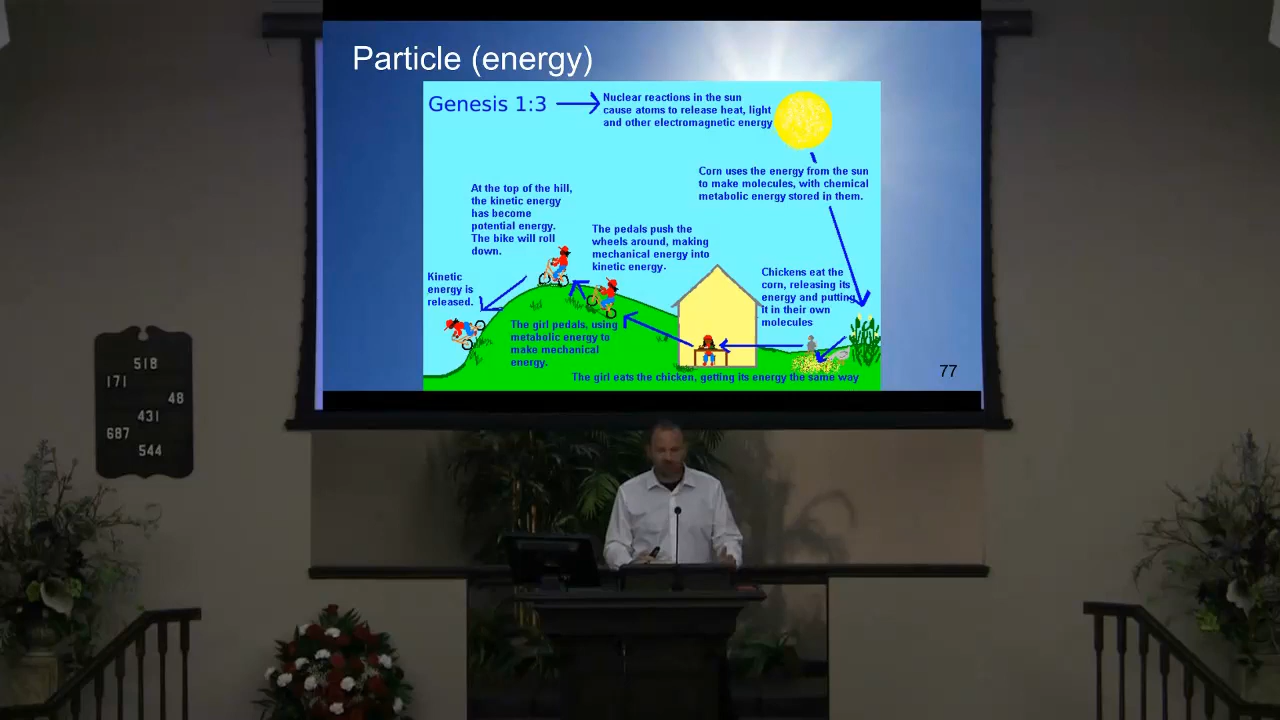 Particle (energy)
Genesis 1:3
Nuclear reactions in the sun
cause atoms to release heat, light
and other electromagnetic energy
Corn uses the energy from the sun
to make molecules, with chemical
metabolic energy stored in them.
At the top of the hill,
the kinetic energy
has become
potential energy.
The bike will roll
down.
The pedals push the
wheels around, making
mechanical energy into
kinetic energy.
Chickens eat the
corn, releasing its
energy and putting
It in their own
molecules
Kinetic
energy is
released.
The girl pedals, using
metabolic energy to
make mechanical
energy.
The girl eats the chicken, getting its energy the same way
77
518
171
48
431
687
544